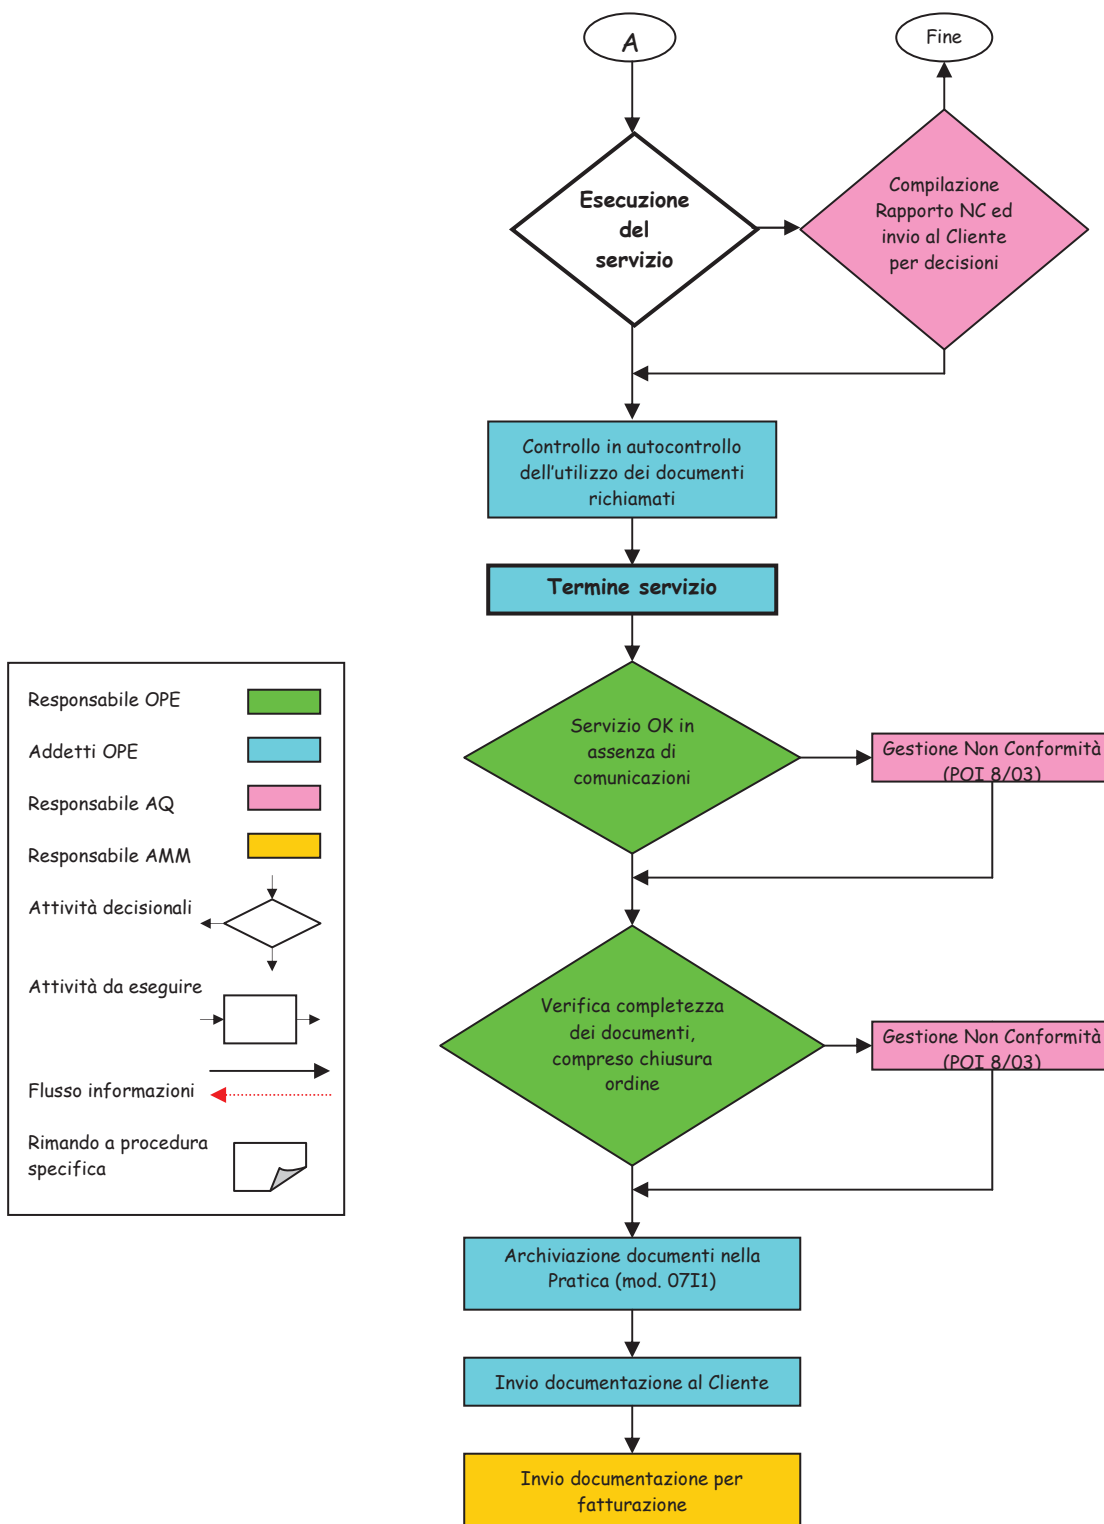 A
Fine
Esecuzione
del
servizio
Compilazione
Rapporto NC ed
invio al Cliente
per decisioni
Controllo in autocontrollo
dell'utilizzo dei documenti
richiamati
Termine servizio
Servizio OK in
assenza di
comunicazioni
Gestione Non Conformità
(POI 8/03)
Verifica completezza
dei documenti,
compreso chiusura
ordine
Gestione Non Conformità
(POI 8/03)
Archiviazione documenti nella
Pratica (mod. 07I1)
Invio documentazione al Cliente
Invio documentazione per
fatturazione
Responsabile OPE
Addetti OPE
Responsabile AQ
Responsabile AMM
Attività decisionali
Attività da eseguire
Flusso informazioni
Rimando a procedura
specifica